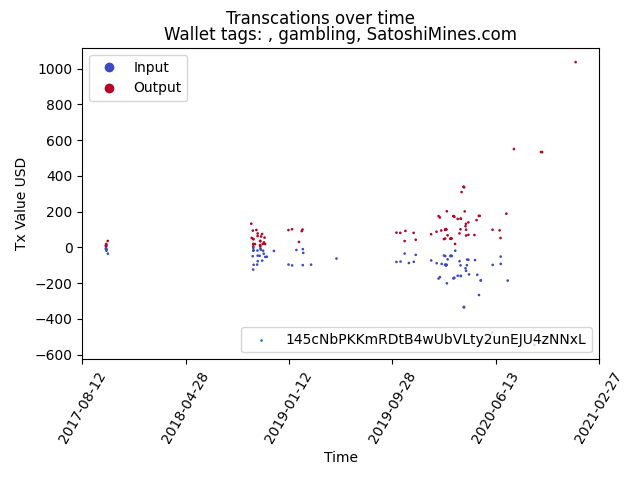 Transcations over time
Wallet tags: , gambling, SatoshiMines.com
Input
Output
1000
800
600
400
200
0
−200
−400
−600
Tx Value USD
145cNbPKKmRDtB4wUbVLty2unEJU4zNNxL
2017-08-12
2018-04-28
2019-01-12
2019-09-28
2020-06-13
2021-02-27
Time